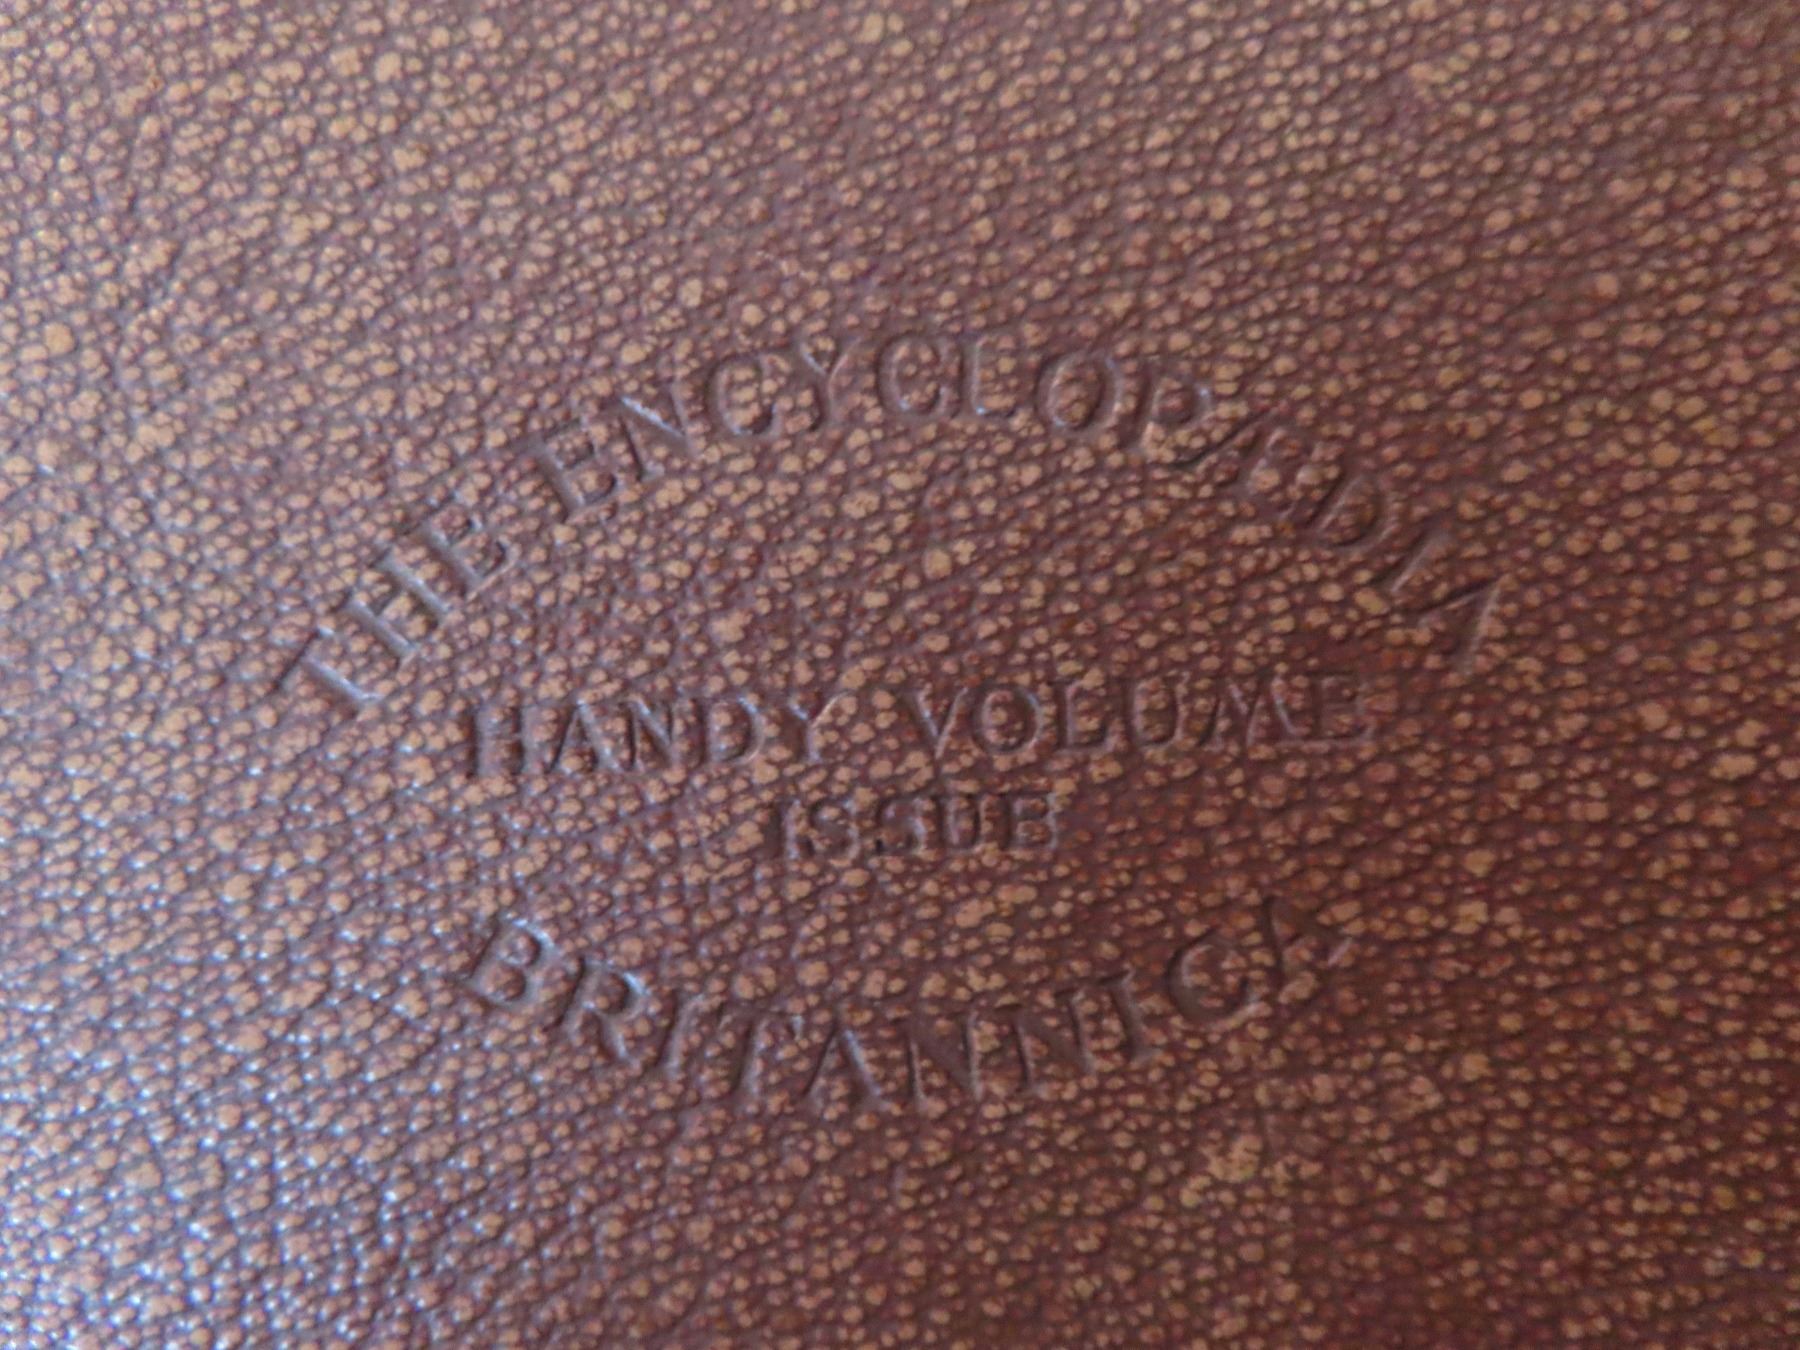 THE ENCYCLOPÆDIA
HANDY VOLUME
ISSUE
BRITANNICA